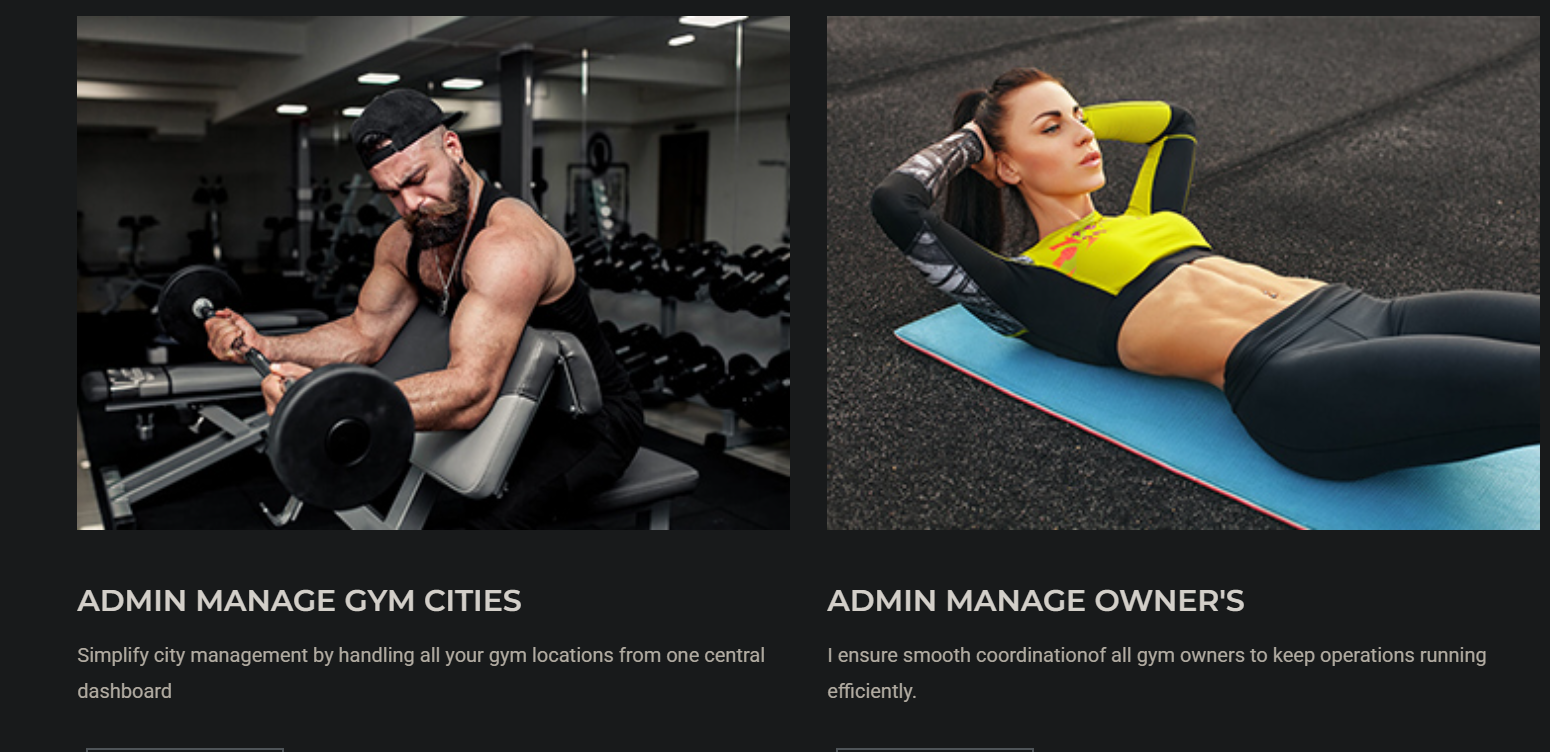 ADMIN MANAGE GYM CITIES
Simplify city management by handling all your gym locations from one central
dashboard
ADMIN MANAGE OWNER'S
I ensure smooth coordinationof all gym owners to keep operations running
efficiently.